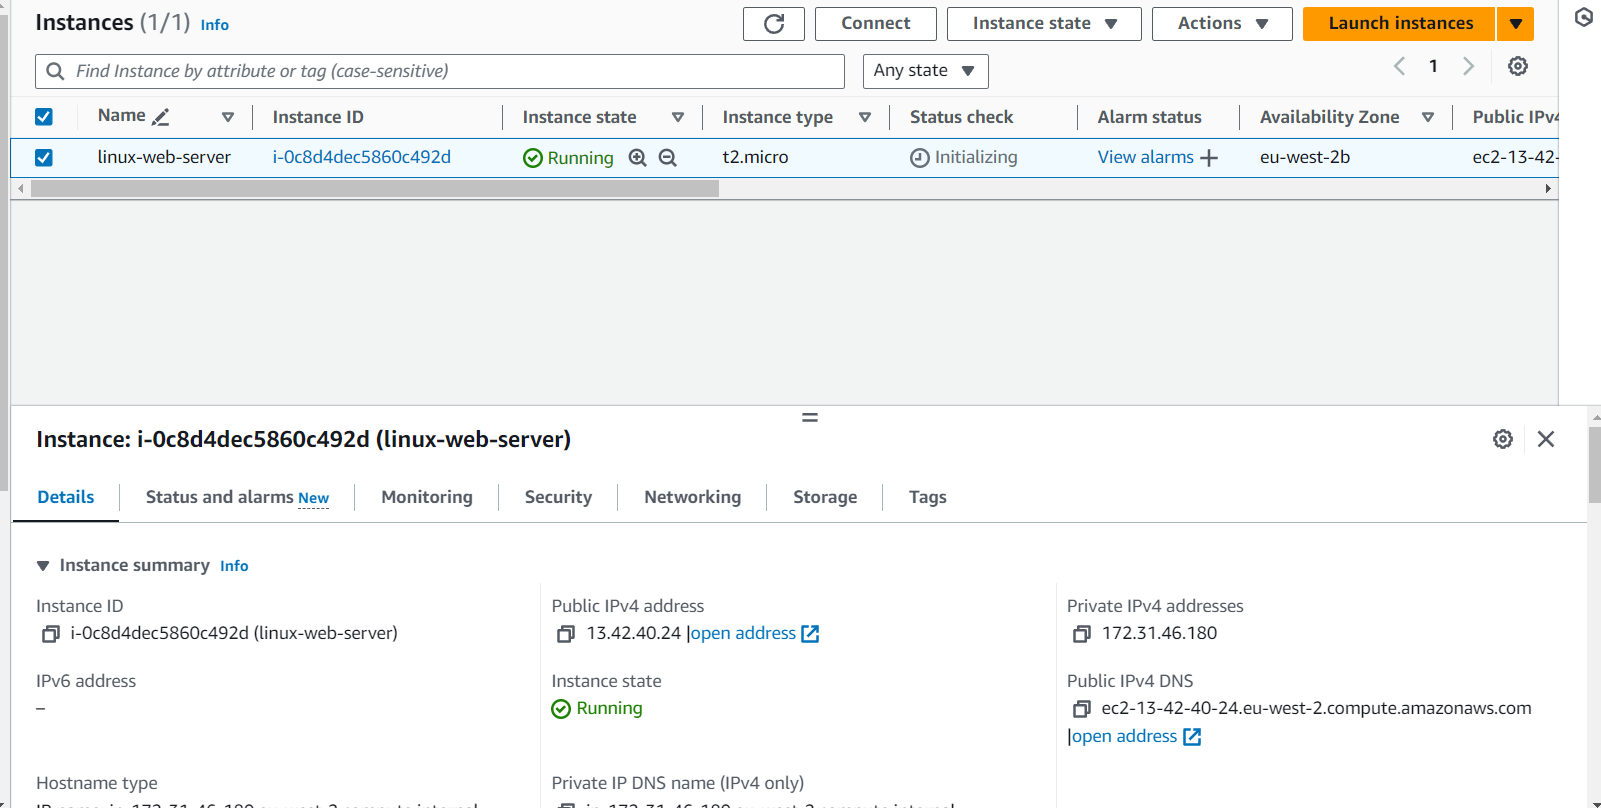 Instances (1/1) Info
Connect
Instance state
Actions
Launch instances
Find Instance by attribute or tag (case-sensitive)
Any state
1
Name Instance ID Instance state Instance type Status check Alarm status Availability Zone Public IPv4
linux-web-server i-0c8d4dec5860c492d Running t2.micro Initializing View alarms eu-west-2b ec2-13-42-
Instance: i-0c8d4dec5860c492d (linux-web-server)
Details Status and alarms New Monitoring Security Networking Storage Tags
Instance summary Info
Instance ID
i-0c8d4dec5860c492d (linux-web-server)
Public IPv4 address
13.42.40.24 |open address
Private IPv4 addresses
172.31.46.180
IPv6 address
–
Instance state
Running
Public IPv4 DNS
ec2-13-42-40-24.eu-west-2.compute.amazonaws.com
|open address
Hostname type
Private IP DNS name (IPv4 only)